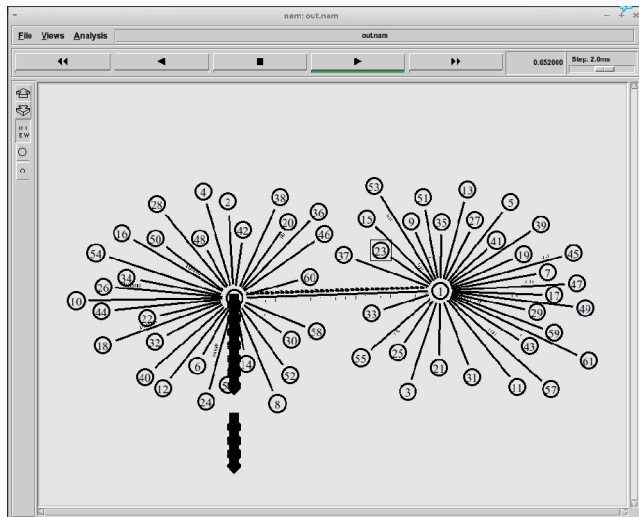 nam: out.nam
File Views Analysis out.nam
0.652000 Step: 2.0ms
53 13
4 38 51
28 2 36 15 9 35 27 5
16 50 48 42 20 46 39
54 37 23 41 19 45
26 34 60 7 47
10 1 17
44 33 29 49
18 22 58 59
32 30 43
40 6 14 55 25 61
12 52 21 31 11 57
24 8 3